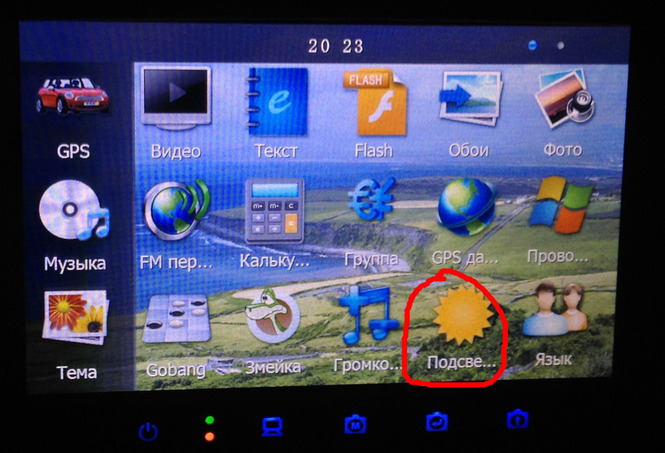 20 23
GPS
Видео
Текст
FLASH
Flash
Обои
Фото
Музыка
FM пер...
Кальку...
Группа
GPS да...
Прово...
Тема
Gobang
Змейка
Громко...
Подсве...
Язык